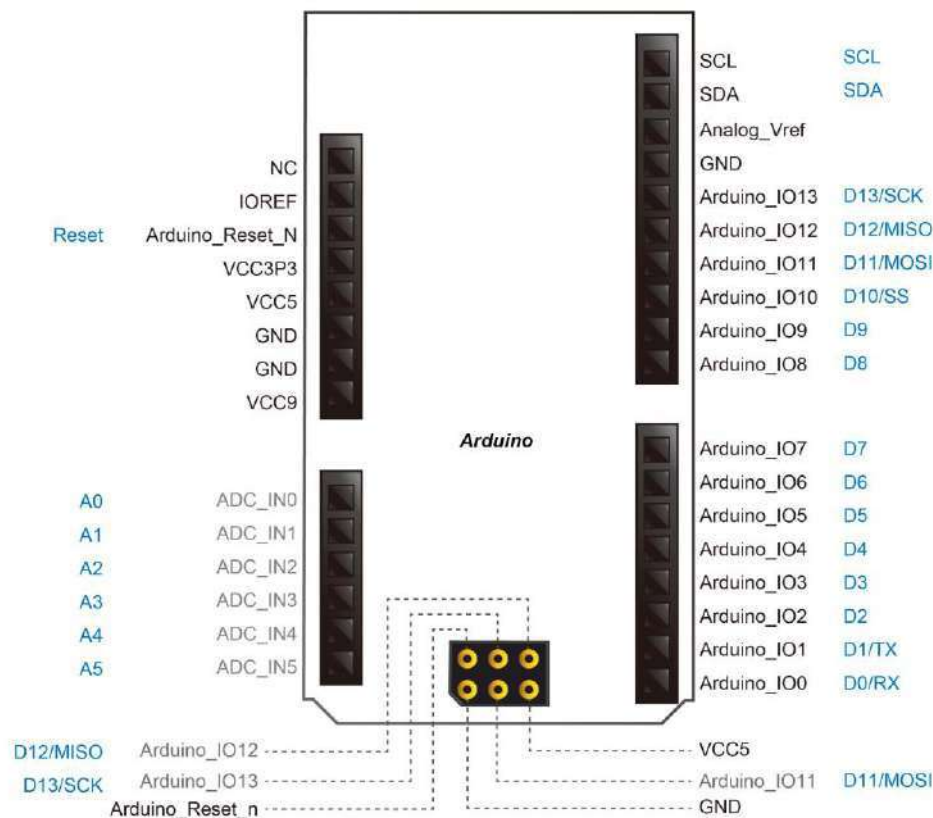 SCL SCL
SDA SDA
Analog_Vref
NC GND
IOREF Arduino_IO13 D13/SCK
Reset Arduino_Reset_N Arduino_IO12 D12/MISO
VCC3P3 Arduino_IO11 D11/MOSI
VCC5 Arduino_IO10 D10/SS
GND Arduino_IO9 D9
GND Arduino_IO8 D8
VCC9
Arduino
Arduino_IO7 D7
Arduino_IO6 D6
A0 ADC_IN0 Arduino_IO5 D5
A1 ADC_IN1 Arduino_IO4 D4
A2 ADC_IN2 Arduino_IO3 D3
A3 ADC_IN3 Arduino_IO2 D2
A4 ADC_IN4 Arduino_IO1 D1/TX
A5 ADC_IN5 Arduino_IO0 D0/RX
D12/MISO Arduino_IO12 VCC5
D13/SCK Arduino_IO13 Arduino_IO11 D11/MOSI
Arduino_Reset_n GND